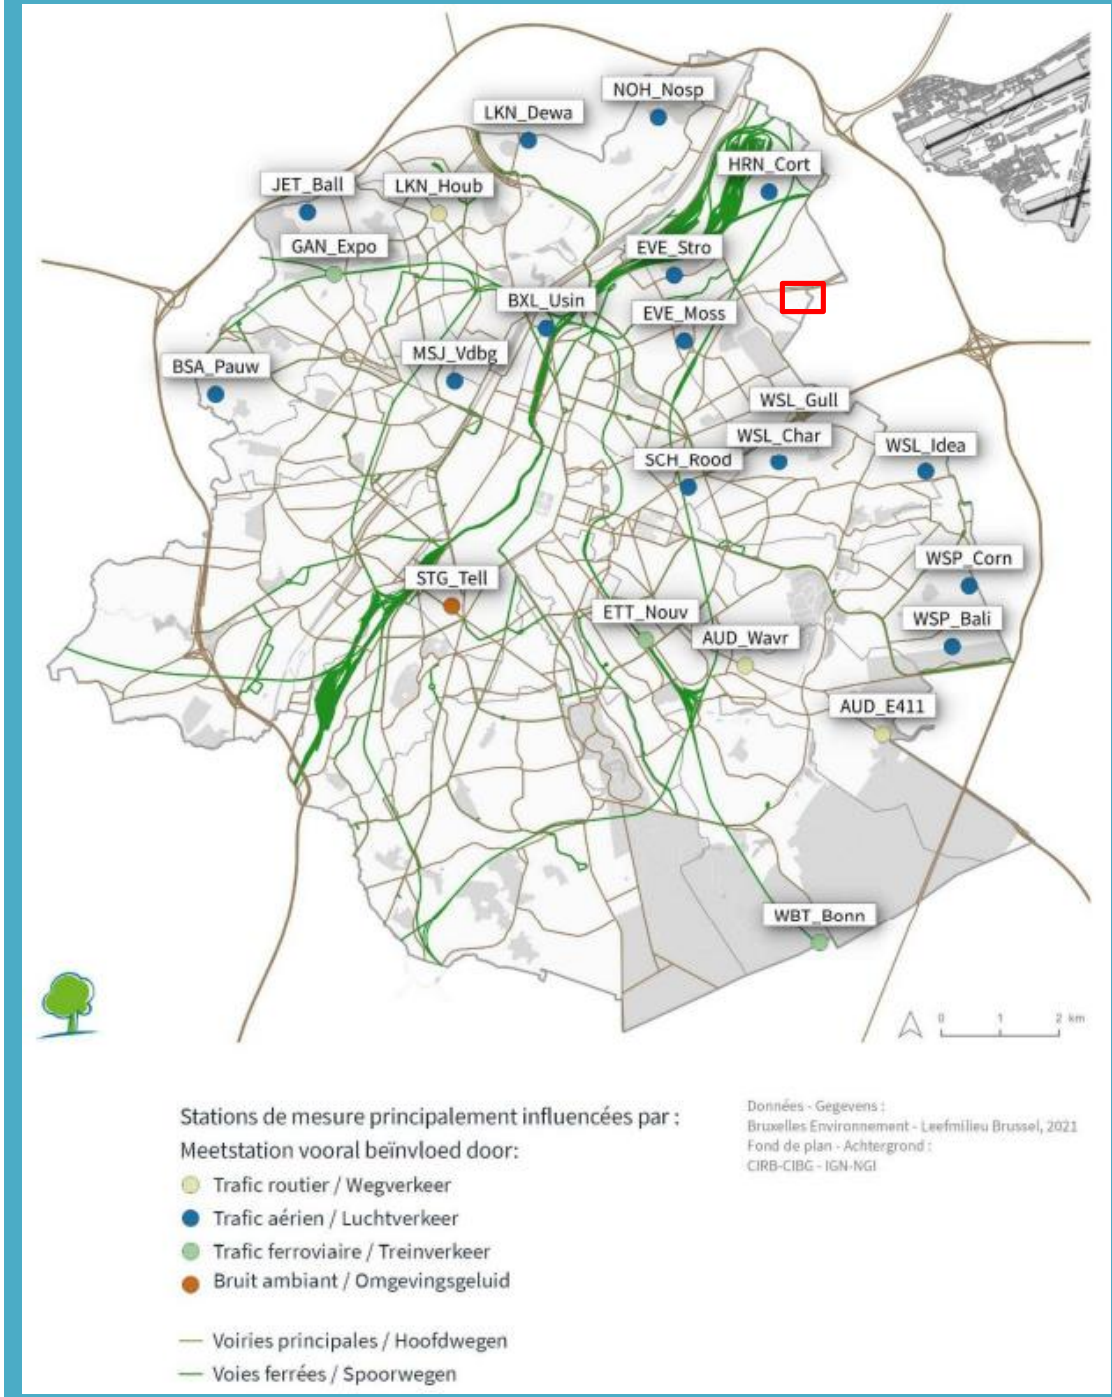 NOH_Nosp
LKN_Dewa
HRN_Cort
JET_Ball
LKN_Houb
GAN_Expo
EVE_Stro
BXL_Usin
EVE_Moss
MSJ_Vdbg
BSA_Pauw
WSL_Gull
WSL_Char
WSL_Idea
SCH_Rood
WSP_Corn
STG_Tell
ETT_Nouv
WSP_Bali
AUD_Wavr
AUD_E411
WBT_Bonn
0 1 2 km
Stations de mesure principalement influencées par :
Meetstation vooral beïnvloed door:
Trafic routier / Wegverkeer
Trafic aérien / Luchtverkeer
Trafic ferroviaire / Treinverkeer
Bruit ambiant / Omgevingsgeluid
Voiries principales / Hoofdwegen
Voies ferrées / Spoorwegen
Données - Gegevens :
Bruxelles Environnement - Leefmilieu Brussel, 2021
Fond de plan - Achtergrond :
CIRB-CIBG - IGN-NGI